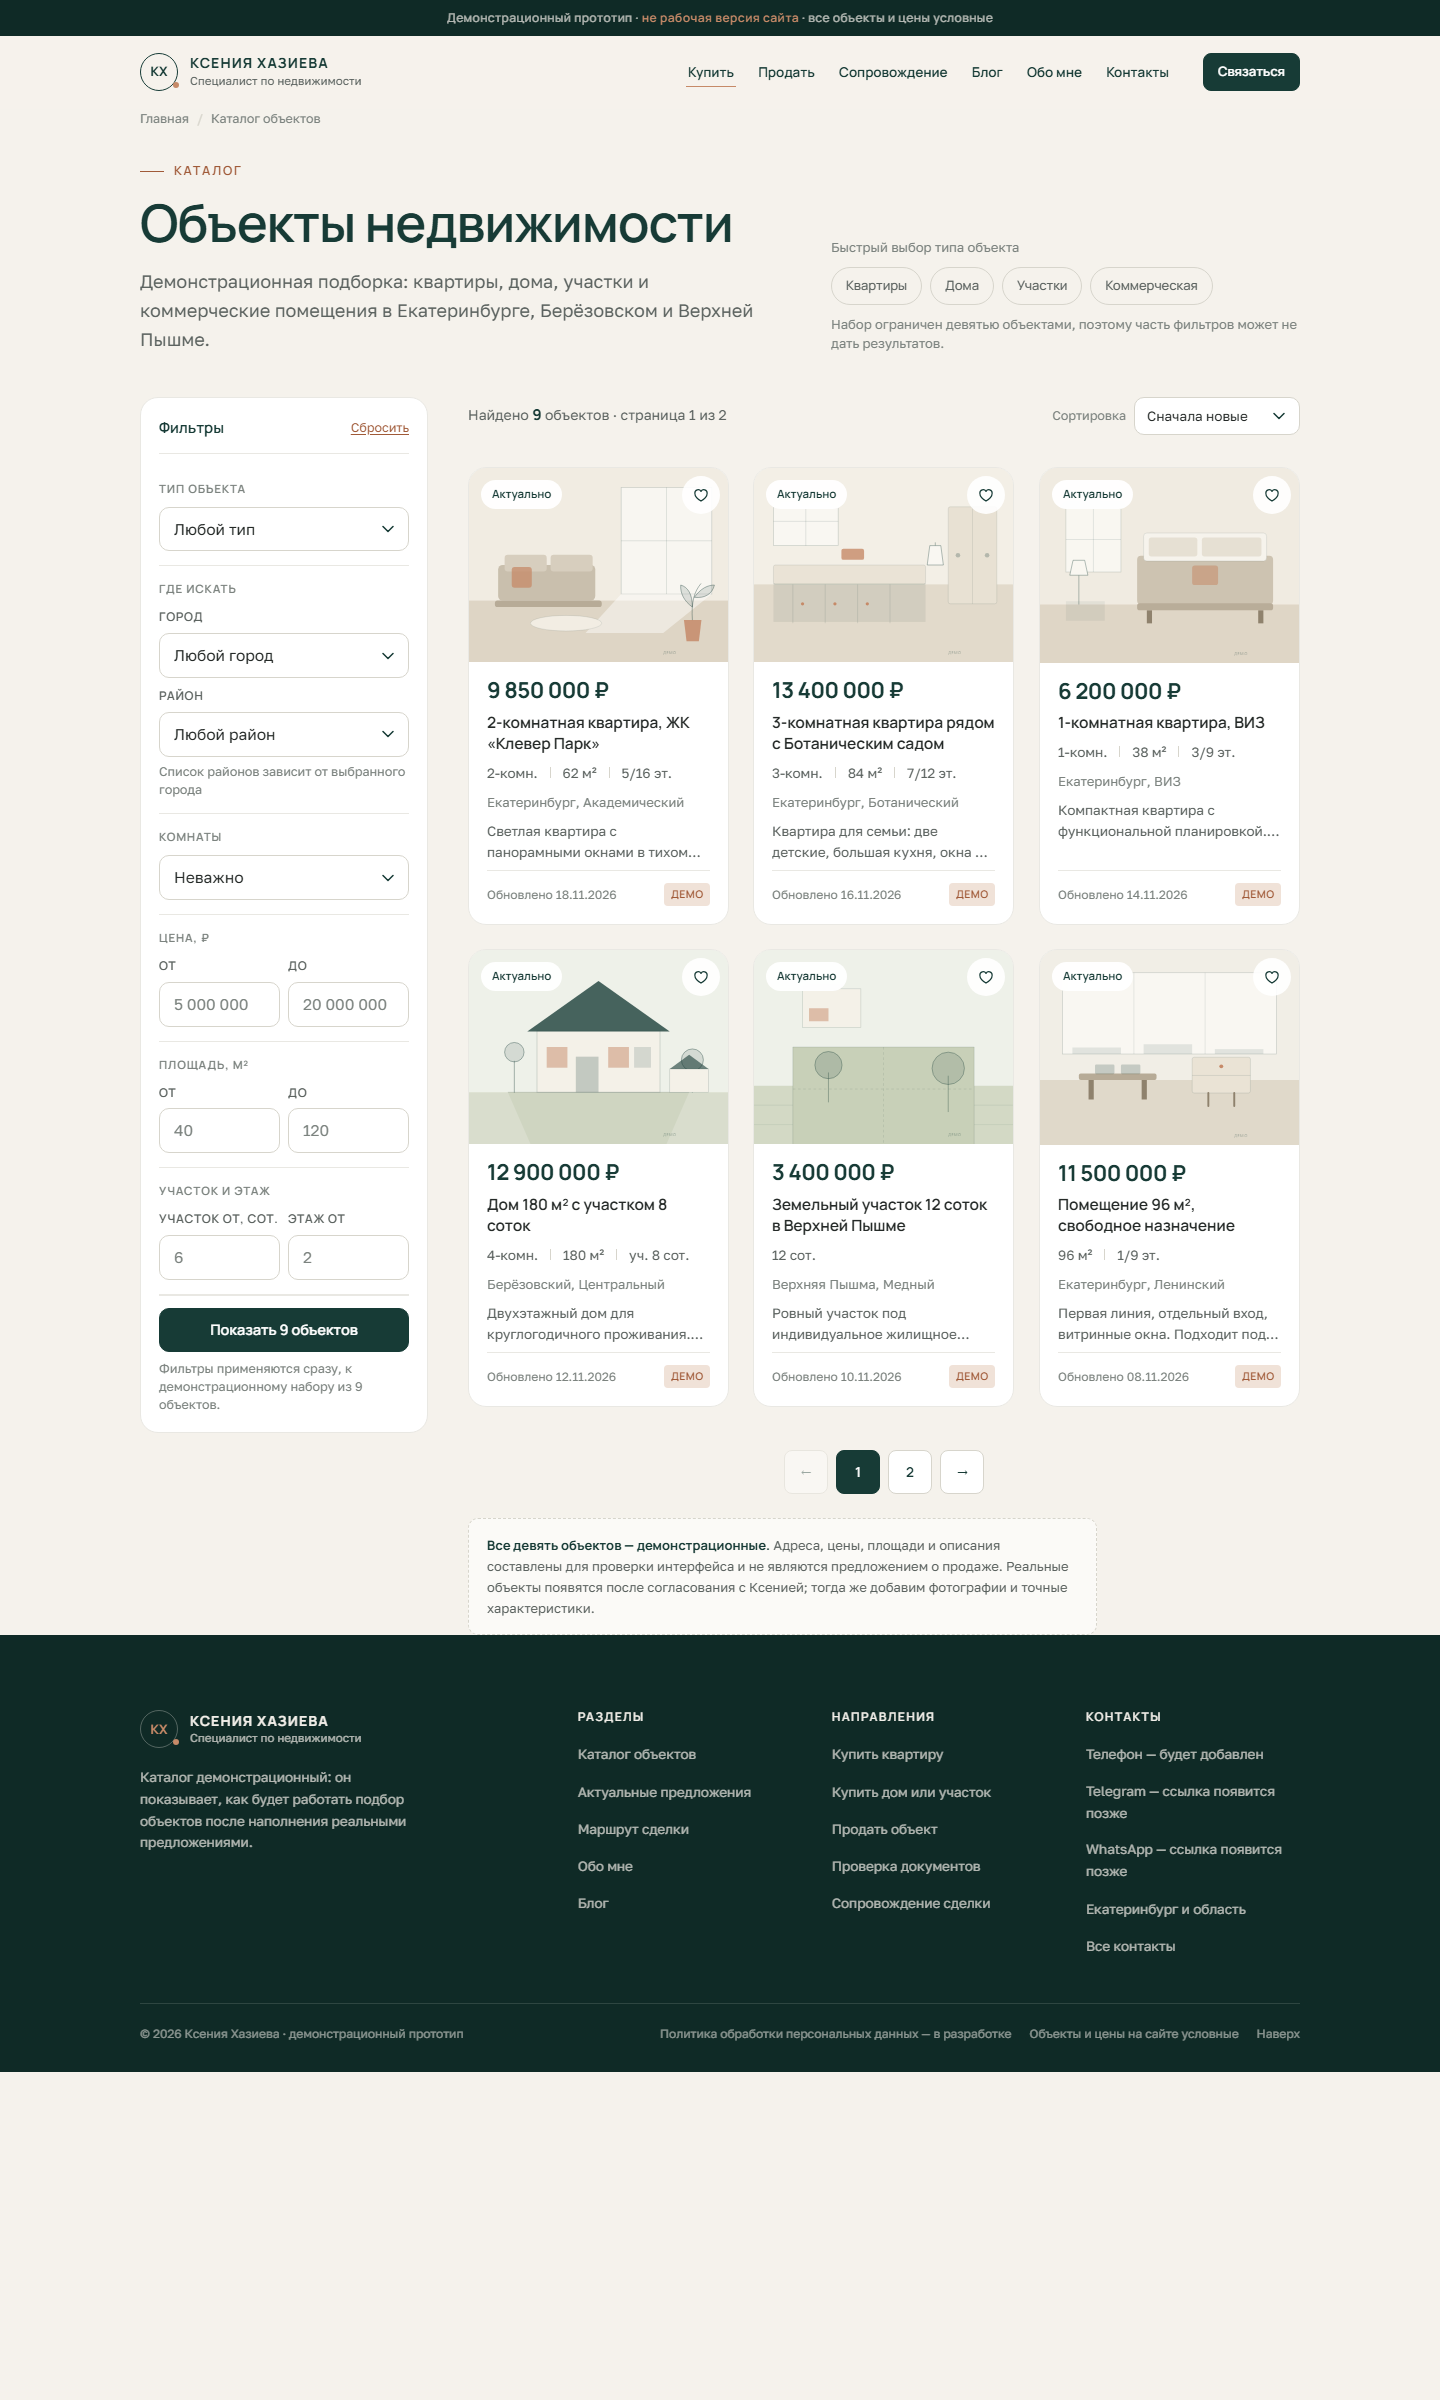 Демонстрационный прототип · не рабочая версия сайта · все объекты и цены условные
КХ
КСЕНИЯ ХАЗИЕВА
Специалист по недвижимости
Купить
Продать
Сопровождение
Блог
Обо мне
Контакты
Связаться
Главная / Каталог объектов
КАТАЛОГ
Объекты недвижимости
Демонстрационная подборка: квартиры, дома, участки и
коммерческие помещения в Екатеринбурге, Берёзовском и Верхней
Пышме.
Быстрый выбор типа объекта
Квартиры
Дома
Участки
Коммерческая
Набор ограничен девятью объектами, поэтому часть фильтров может не
дать результатов.
Фильтры
Сбросить
ТИП ОБЪЕКТА
Любой тип
ГДЕ ИСКАТЬ
ГОРОД
Любой город
РАЙОН
Любой район
Список районов зависит от выбранного
города
КОМНАТЫ
Неважно
ЦЕНА, ₽
ОТ
ДО
5 000 000
20 000 000
ПЛОЩАДЬ, М²
ОТ
ДО
40
120
УЧАСТОК И ЭТАЖ
УЧАСТОК ОТ, СОТ.
ЭТАЖ ОТ
6
2
Показать 9 объектов
Фильтры применяются сразу, к
демонстрационному набору из 9
объектов.
Найдено 9 объектов · страница 1 из 2
Сортировка
Сначала новые
Актуально
9 850 000 ₽
2-комнатная квартира, ЖК
«Клевер Парк»
2-комн. 62 м² 5/16 эт.
Екатеринбург, Академический
Светлая квартира с
панорамными окнами в тихом…
Обновлено 18.11.2026
ДЕМО
Актуально
13 400 000 ₽
3-комнатная квартира рядом
с Ботаническим садом
3-комн. 84 м² 7/12 эт.
Екатеринбург, Ботанический
Квартира для семьи: две
детские, большая кухня, окна …
Обновлено 16.11.2026
ДЕМО
Актуально
6 200 000 ₽
1-комнатная квартира, ВИЗ
1-комн. 38 м² 3/9 эт.
Екатеринбург, ВИЗ
Компактная квартира с
функциональной планировкой.…
Обновлено 14.11.2026
ДЕМО
Актуально
12 900 000 ₽
Дом 180 м² с участком 8
соток
4-комн. 180 м² уч. 8 сот.
Берёзовский, Центральный
Двухэтажный дом для
круглогодичного проживания.…
Обновлено 12.11.2026
ДЕМО
Актуально
3 400 000 ₽
Земельный участок 12 соток
в Верхней Пышме
12 сот.
Верхняя Пышма, Медный
Ровный участок под
индивидуальное жилищное…
Обновлено 10.11.2026
ДЕМО
Актуально
11 500 000 ₽
Помещение 96 м²,
свободное назначение
96 м² 1/9 эт.
Екатеринбург, Ленинский
Первая линия, отдельный вход,
витринные окна. Подходит под…
Обновлено 08.11.2026
ДЕМО
← 1 2 →
Все девять объектов — демонстрационные. Адреса, цены, площади и описания
составлены для проверки интерфейса и не являются предложением о продаже. Реальные
объекты появятся после согласования с Ксенией; тогда же добавим фотографии и точные
характеристики.
КХ
КСЕНИЯ ХАЗИЕВА
Специалист по недвижимости
Каталог демонстрационный: он
показывает, как будет работать подбор
объектов после наполнения реальными
предложениями.
РАЗДЕЛЫ
Каталог объектов
Актуальные предложения
Маршрут сделки
Обо мне
Блог
НАПРАВЛЕНИЯ
Купить квартиру
Купить дом или участок
Продать объект
Проверка документов
Сопровождение сделки
КОНТАКТЫ
Телефон — будет добавлен
Telegram — ссылка появится
позже
WhatsApp — ссылка появится
позже
Екатеринбург и область
Все контакты
© 2026 Ксения Хазиева · демонстрационный прототип
Политика обработки персональных данных — в разработке
Объекты и цены на сайте условные
Наверх